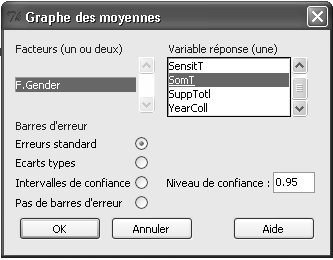 Graphe des moyennes
Facteurs (un ou deux)
Variable réponse (une)
F.Gender
SensitT
SomT
SuppTotl
YearColl
Barres d'erreur
Erreurs standard
Ecarts types
Intervalles de confiance
Niveau de confiance : 0.95
Pas de barres d'erreur
OK
Annuler
Aide